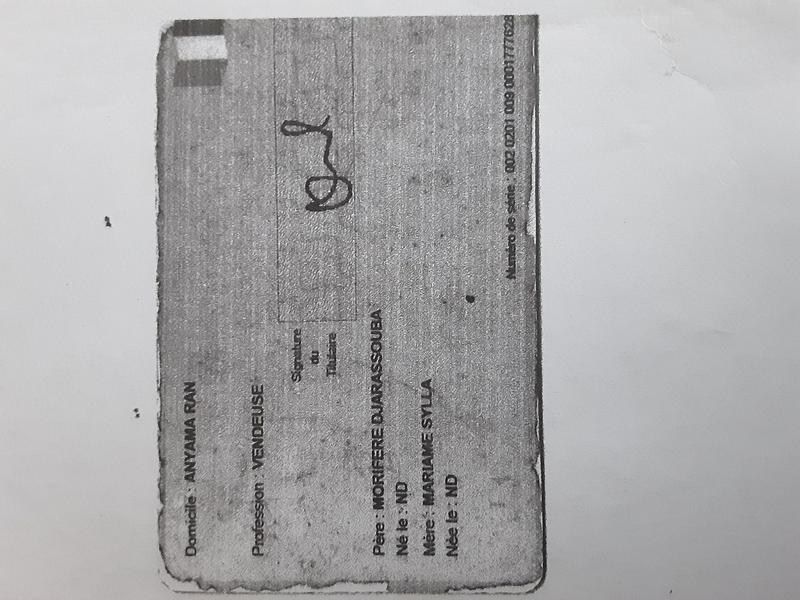 Domicile : ANYAMA RAN
Profession : VENDEUSE
Signature
du
Titulaire
Père : MORIFERE DJARASSOUBA
Né le : ND
Mère : MARIAME SYLLA
Née le : ND
Numéro de série : 002 0201 009 0001777628